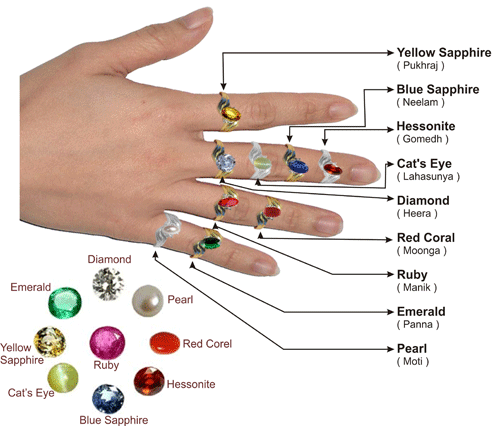 Yellow Sapphire
( Pukhraj )
Blue Sapphire
( Neelam )
Hessonite
( Gomedh )
Cat's Eye
( Lahasunya )
Diamond
( Heera )
Red Coral
( Moonga )
Ruby
( Manik )
Emerald
( Panna )
Pearl
( Moti )
Diamond
Emerald
Pearl
Yellow
Sapphire
Ruby
Red Corel
Cat's Eye
Hessonite
Blue Sapphire